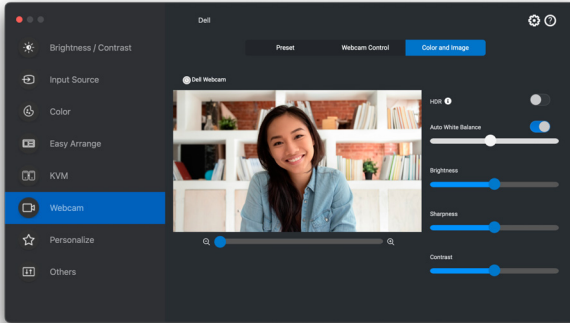 Dell
Brightness / Contrast
Input Source
Color
Easy Arrange
KVM
Webcam
Personalize
Others
Preset
Webcam Control
Color and Image
Dell Webcam
HDR
Auto White Balance
Brightness
Sharpness
Contrast